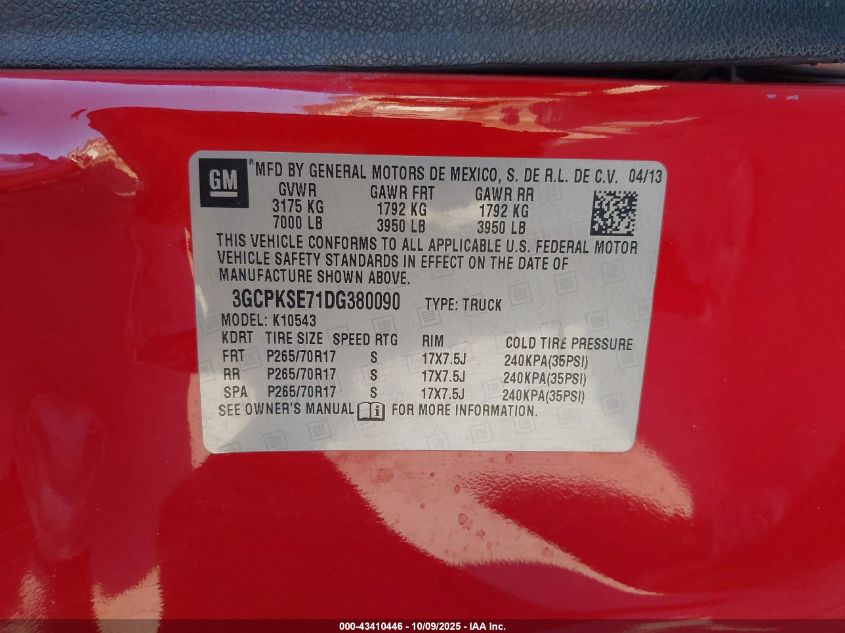 GM
® MFD BY GENERAL MOTORS DE MEXICO, S. DE R.L. DE C.V. 04/13
GVWR GAWR FRT GAWR RR
3175 KG 1792 KG 1792 KG
7000 LB 3950 LB 3950 LB
THIS VEHICLE CONFORMS TO ALL APPLICABLE U.S. FEDERAL MOTOR
VEHICLE SAFETY STANDARDS IN EFFECT ON THE DATE OF
MANUFACTURE SHOWN ABOVE.
3GCPKSE71DG380090 TYPE: TRUCK
MODEL: K10543
KDRT TIRE SIZE SPEED RTG RIM COLD TIRE PRESSURE
FRT P265/70R17 S 17X7.5J 240KPA(35PSI)
RR P265/70R17 S 17X7.5J 240KPA(35PSI)
SPA P265/70R17 S 17X7.5J 240KPA(35PSI)
SEE OWNER'S MANUAL FOR MORE INFORMATION.
000-43410446 - 10/09/2025 - IAA Inc.